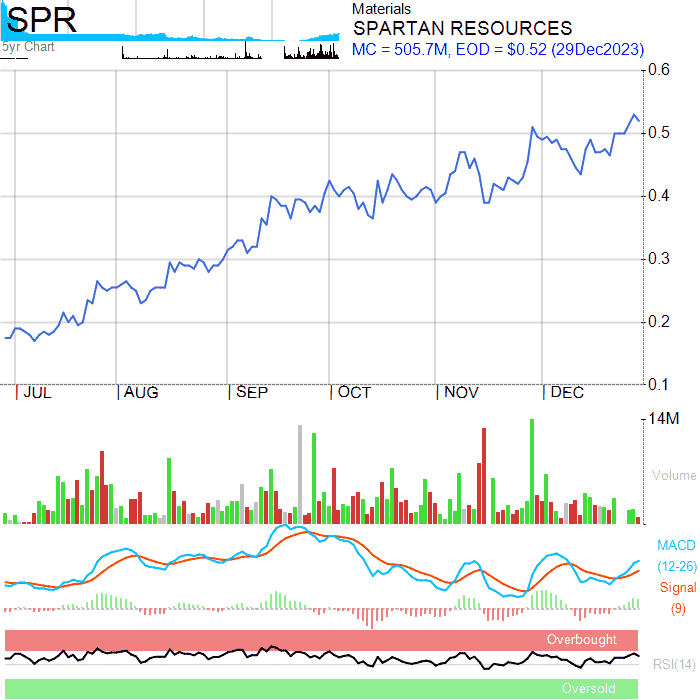 SPR
5yr Chart
Materials
SPARTAN RESOURCES
MC = 505.7M, EOD = $0.52 (29Dec2023)
0.6
0.5
0.4
0.3
0.2
0.1
JUL AUG SEP OCT NOV DEC
14M
Volume
MACD
(12-26)
Signal
(9)
Overbought
RSI(14)
Oversold